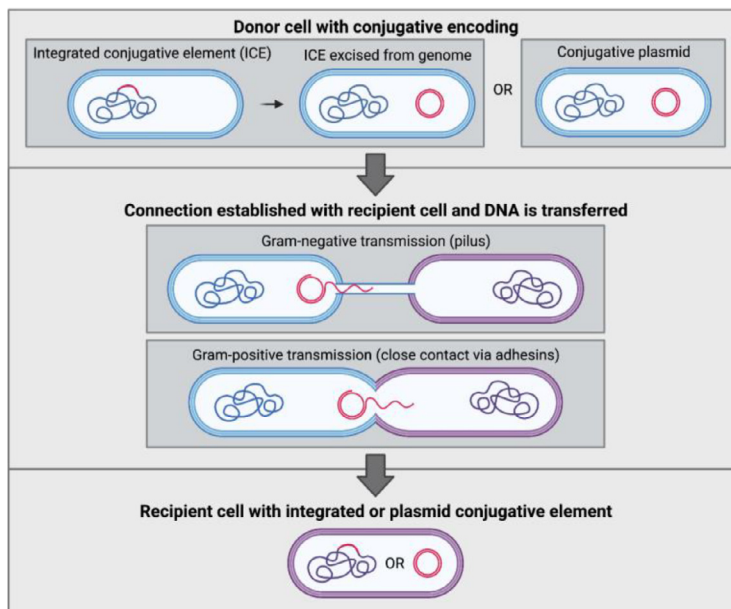 Donor cell with conjugative encoding
Integrated conjugative element (ICE)
ICE excised from genome
OR
Conjugative plasmid
Connection established with recipient cell and DNA is transferred
Gram-negative transmission (pilus)
Gram-positive transmission (close contact via adhesins)
Recipient cell with integrated or plasmid conjugative element
OR